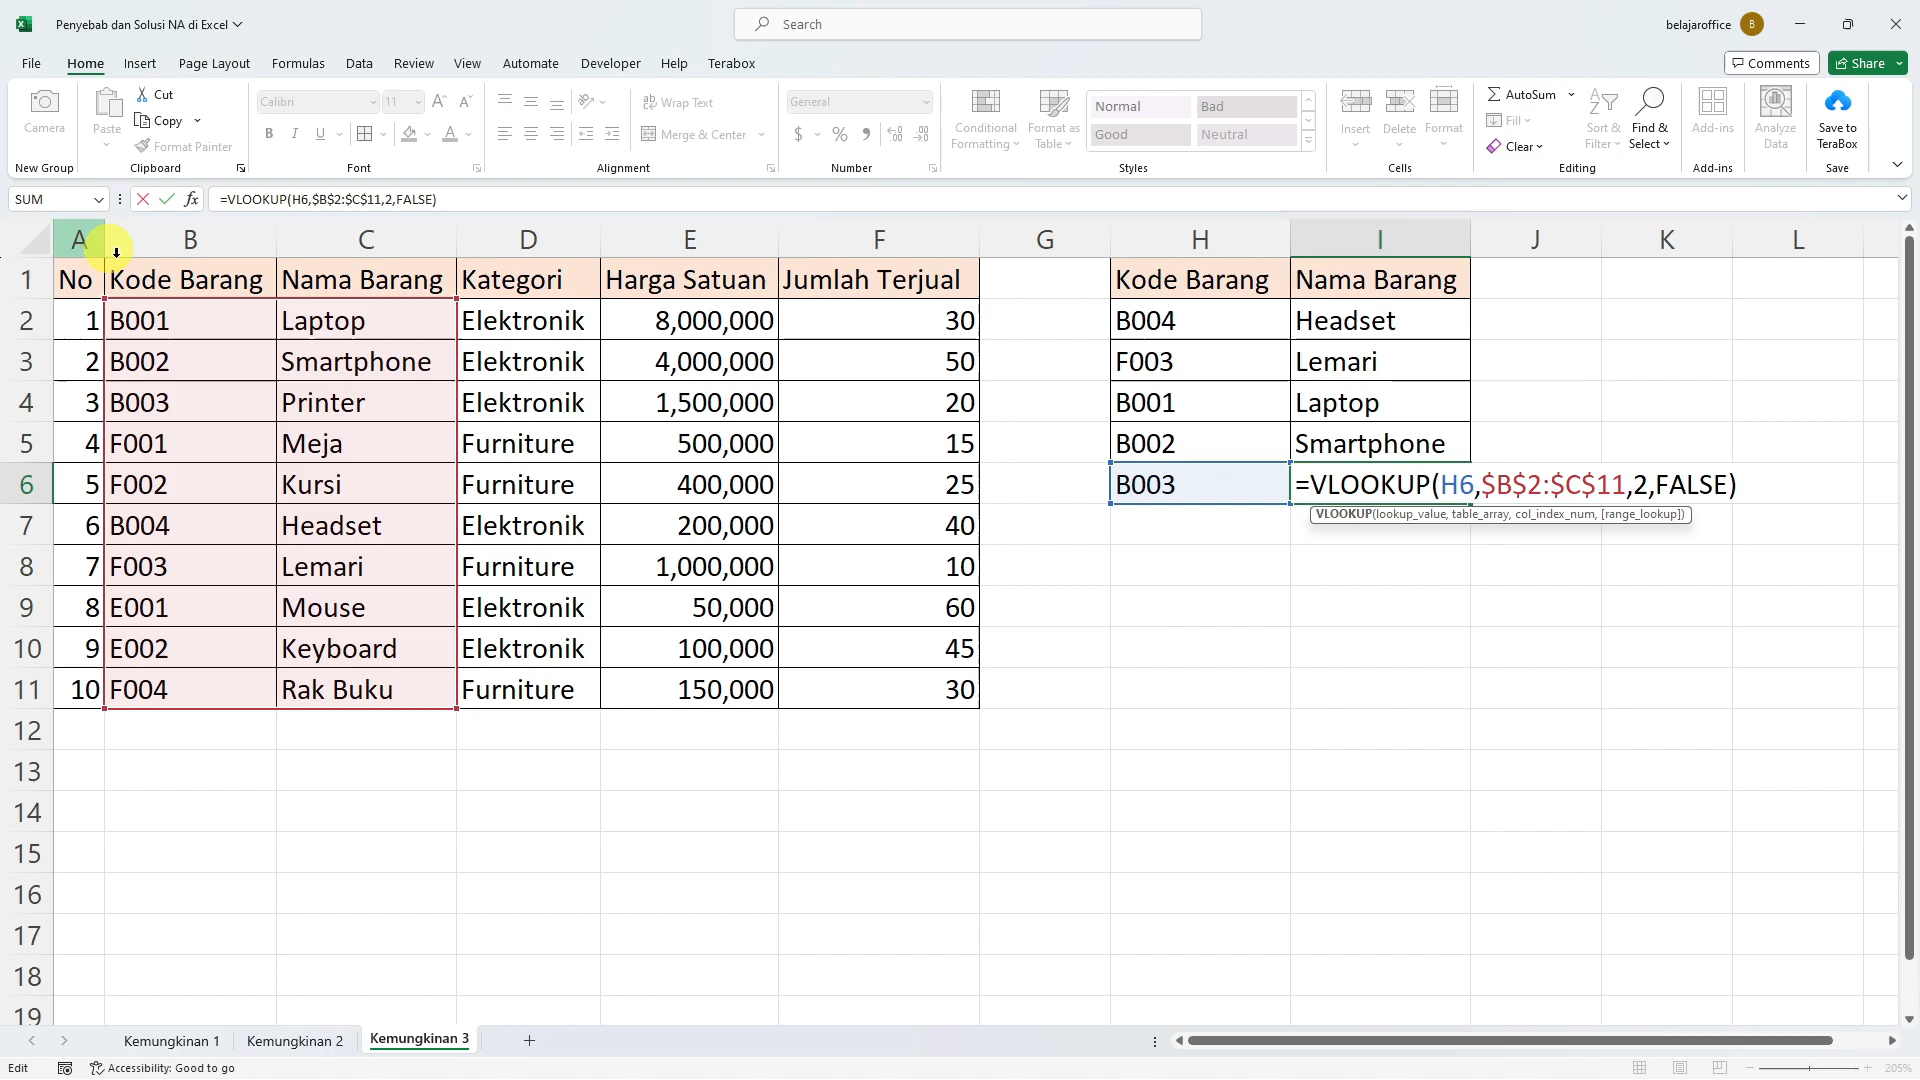 Penyebab dan Solusi NA di Excel
Search
belajaroffice
B
File Home Insert Page Layout Formulas Data Review View Automate Developer Help Terabox
Comments
Share
Camera
New Group
Paste
Cut
Copy
Format Painter
Clipboard
Calibri
11
B I U
Font
Wrap Text
Merge & Center
Alignment
General
$ % ,
Number
Conditional Formatting
Format as Table
Normal
Bad
Good
Neutral
Styles
Insert
Delete
Format
Cells
AutoSum
Fill
Clear
Sort & Filter
Find & Select
Editing
Add-ins
Add-ins
Analyze Data
Save to TeraBox
Save
SUM
fx
=VLOOKUP(H6,$B$2:$C$11,2,FALSE)
A B C D E F G H I J K L
1 No Kode Barang Nama Barang Kategori Harga Satuan Jumlah Terjual Kode Barang Nama Barang
2 1 B001 Laptop Elektronik 8,000,000 30 B004 Headset
3 2 B002 Smartphone Elektronik 4,000,000 50 F003 Lemari
4 3 B003 Printer Elektronik 1,500,000 20 B001 Laptop
5 4 F001 Meja Furniture 500,000 15 B002 Smartphone
6 5 F002 Kursi Furniture 400,000 25 B003 =VLOOKUP(H6,$B$2:$C$11,2,FALSE)
VLOOKUP(lookup_value, table_array, col_index_num, [range_lookup])
7 6 B004 Headset Elektronik 200,000 40
8 7 F003 Lemari Furniture 1,000,000 10
9 8 E001 Mouse Elektronik 50,000 60
10 9 E002 Keyboard Elektronik 100,000 45
11 10 F004 Rak Buku Furniture 150,000 30
12
13
14
15
16
17
18
19
Kemungkinan 1 Kemungkinan 2 Kemungkinan 3
Edit
Accessibility: Good to go
205%